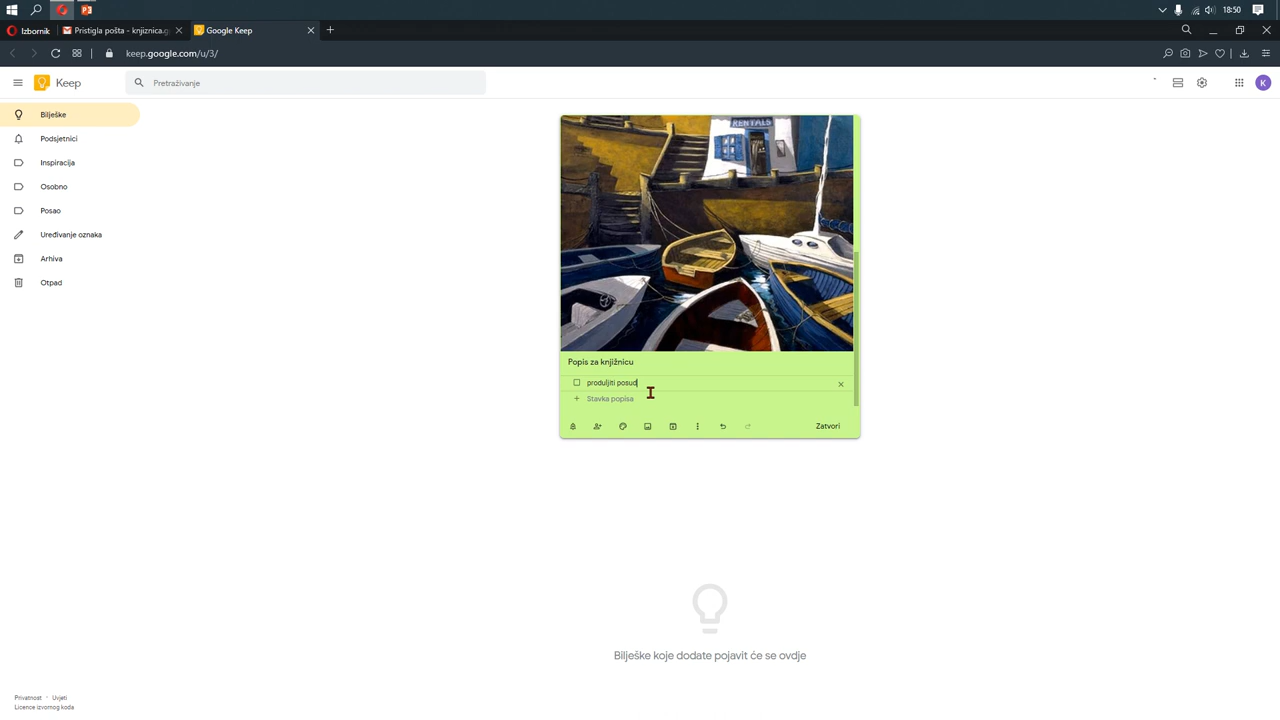 18:50
Izbornik
Pristigla pošta - knjiznica.g
Google Keep
keep.google.com/u/3/
Keep
Pretraživanje
K
Bilješke
Podsjetnici
Inspiracija
Osobno
Posao
Uređivanje oznaka
Arhiva
Otpad
RENTALS
Popis za knjižnicu
produljiti posud
Stavka popisa
Zatvori
Bilješke koje dodate pojavit će se ovdje
Privatnost · Uvjeti
Licence izvornog koda